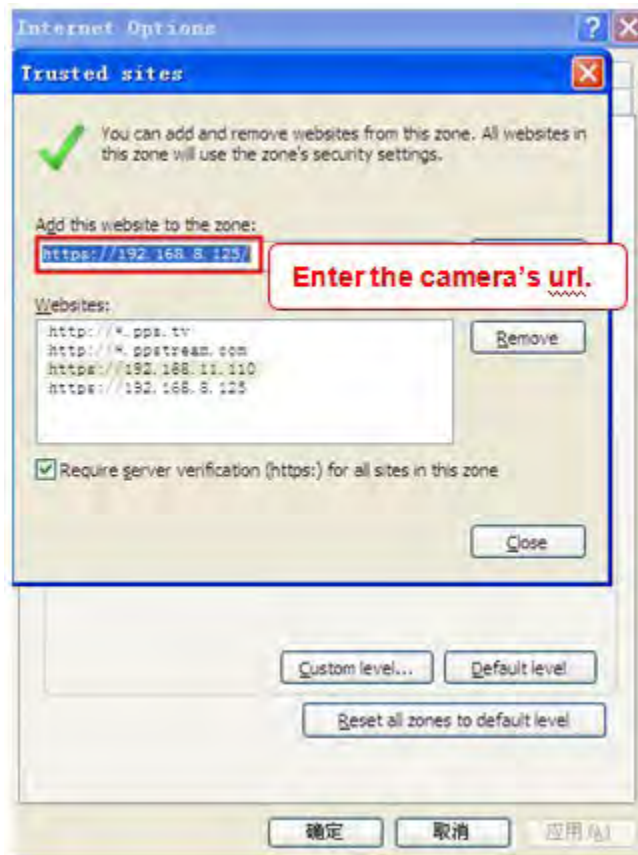 Internet Options
Trusted sites
You can add and remove websites from this zone. All websites in
this zone will use the zone's security settings.
Add this website to the zone:
https://192.168.8.125/
Enter the camera's url.
Websites:
http://*.pps.tv
http://*.ppstream.com
https://192.168.11.110
https://192.168.8.125
Remove
Require server verification (https:) for all sites in this zone
Close
Custom level...
Default level
Reset all zones to default level
确定
取消
应用(A)